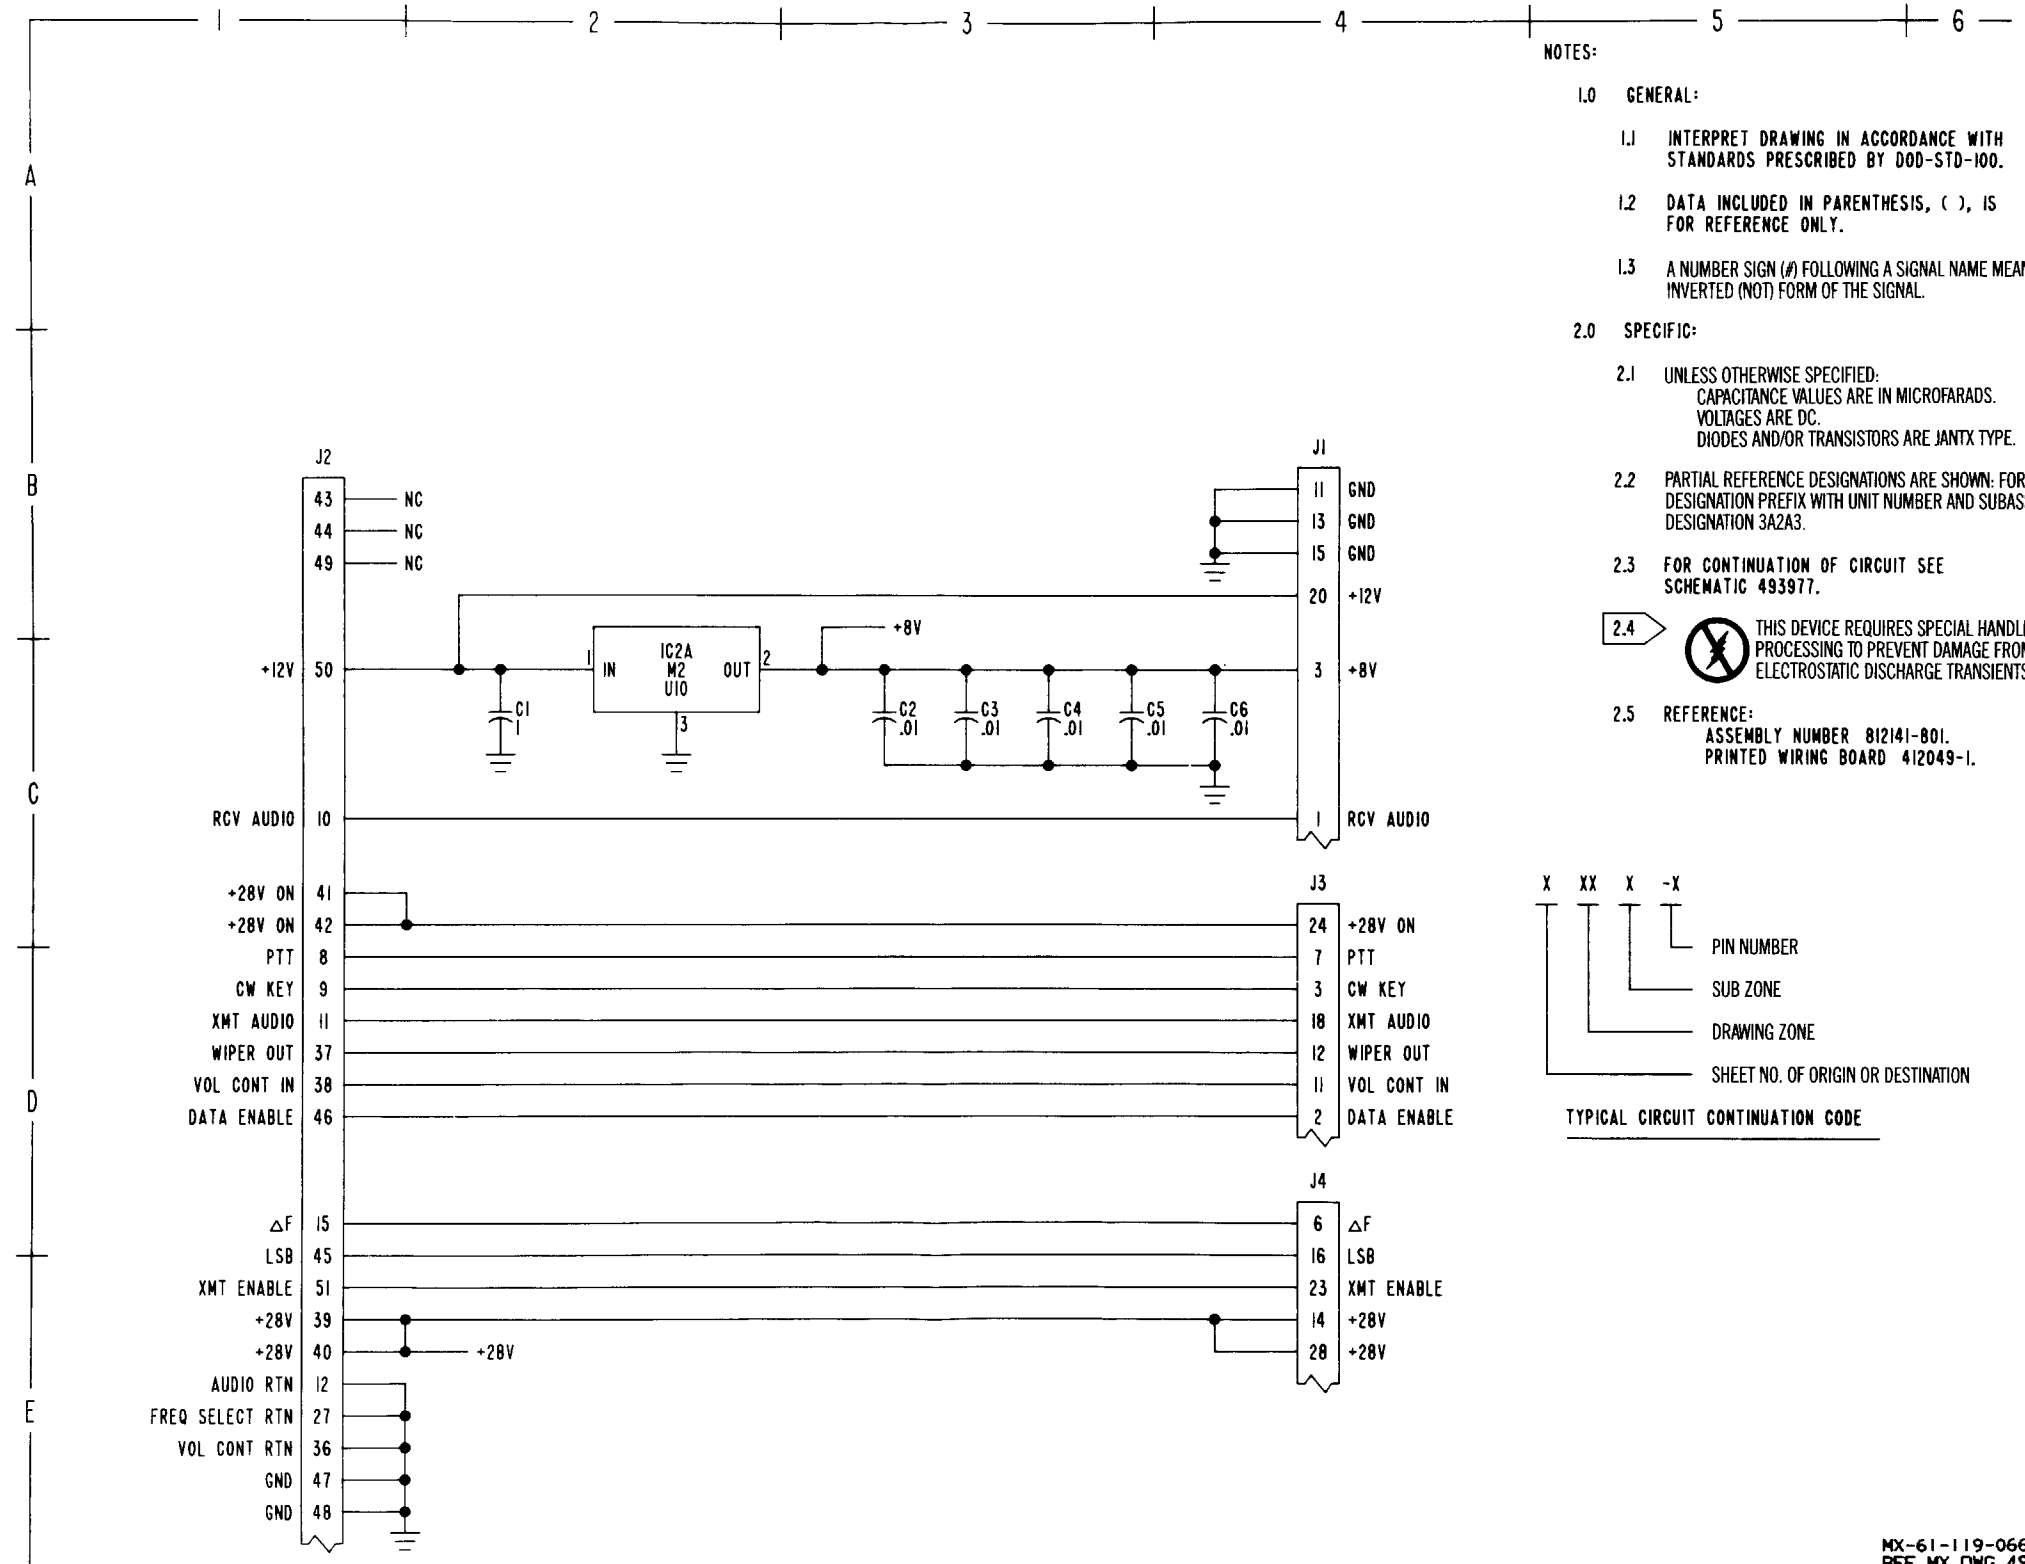 1 2 3 4 5 6
A
B
C
D
E
NOTES:
1.0 GENERAL:
1.1 INTERPRET DRAWING IN ACCORDANCE WITH
STANDARDS PRESCRIBED BY DOD-STD-100.
1.2 DATA INCLUDED IN PARENTHESIS, ( ), IS
FOR REFERENCE ONLY.
1.3 A NUMBER SIGN (#) FOLLOWING A SIGNAL NAME MEAN
INVERTED (NOT) FORM OF THE SIGNAL.
2.0 SPECIFIC:
2.1 UNLESS OTHERWISE SPECIFIED:
CAPACITANCE VALUES ARE IN MICROFARADS.
VOLTAGES ARE DC.
DIODES AND/OR TRANSISTORS ARE JANTX TYPE.
2.2 PARTIAL REFERENCE DESIGNATIONS ARE SHOWN: FOR
DESIGNATION PREFIX WITH UNIT NUMBER AND SUBAS
DESIGNATION 3A2A3.
2.3 FOR CONTINUATION OF CIRCUIT SEE
SCHEMATIC 493977.
2.4 THIS DEVICE REQUIRES SPECIAL HANDL
PROCESSING TO PREVENT DAMAGE FROM
ELECTROSTATIC DISCHARGE TRANSIENTS
2.5 REFERENCE:
ASSEMBLY NUMBER 812141-801.
PRINTED WIRING BOARD 412049-1.
J2
43 NC
44 NC
49 NC
+12V 50
RCV AUDIO 10
+28V ON 41
+28V ON 42
PTT 8
CW KEY 9
XMT AUDIO 11
WIPER OUT 37
VOL CONT IN 38
DATA ENABLE 46
△F 15
LSB 45
XMT ENABLE 51
+28V 39
+28V 40 +28V
AUDIO RTN 12
FREQ SELECT RTN 27
VOL CONT RTN 36
GND 47
GND 48
C1
1
1 IN
IC2A
M2
U10
OUT 2
3
+8V
C2
.01
C3
.01
C4
.01
C5
.01
C6
.01
J1
11 GND
13 GND
15 GND
20 +12V
3 +8V
1 RCV AUDIO
J3
24 +28V ON
7 PTT
3 CW KEY
18 XMT AUDIO
12 WIPER OUT
11 VOL CONT IN
2 DATA ENABLE
J4
6 △F
16 LSB
23 XMT ENABLE
14 +28V
28 +28V
X XX X -X
PIN NUMBER
SUB ZONE
DRAWING ZONE
SHEET NO. OF ORIGIN OR DESTINATION
TYPICAL CIRCUIT CONTINUATION CODE
MX-61-119-066
REF MX DWG 49